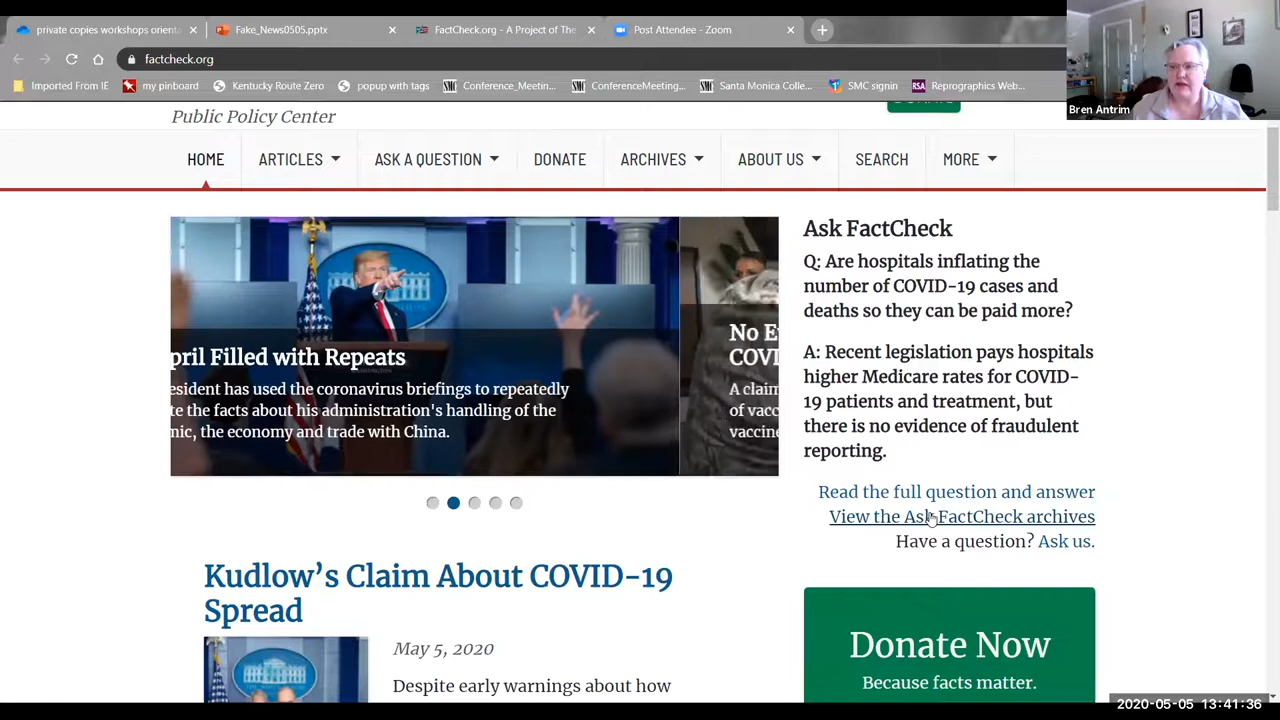 private copies workshops orient
Fake_News0505.pptx
FactCheck.org - A Project of The
Post Attendee - Zoom
factcheck.org
Imported From IE
my pinboard
Kentucky Route Zero
popup with tags
Conference_Meetin...
ConferenceMeeting...
Santa Monica Colle...
SMC signin
Reprographics Web...
Bren Antrim
Public Policy Center
HOME
ARTICLES
ASK A QUESTION
DONATE
ARCHIVES
ABOUT US
SEARCH
MORE
pril Filled with Repeats
esident has used the coronavirus briefings to repeatedly
te the facts about his administration's handling of the
mic, the economy and trade with China.
No E
COVI
A claim
of vacc
vaccine
Ask FactCheck
Q: Are hospitals inflating the
number of COVID-19 cases and
deaths so they can be paid more?
A: Recent legislation pays hospitals
higher Medicare rates for COVID-
19 patients and treatment, but
there is no evidence of fraudulent
reporting.
Read the full question and answer
View the Ask FactCheck archives
Have a question? Ask us.
Kudlow’s Claim About COVID-19
Spread
May 5, 2020
Despite early warnings about how
Donate Now
Because facts matter.
2020-05-05 13:41:36